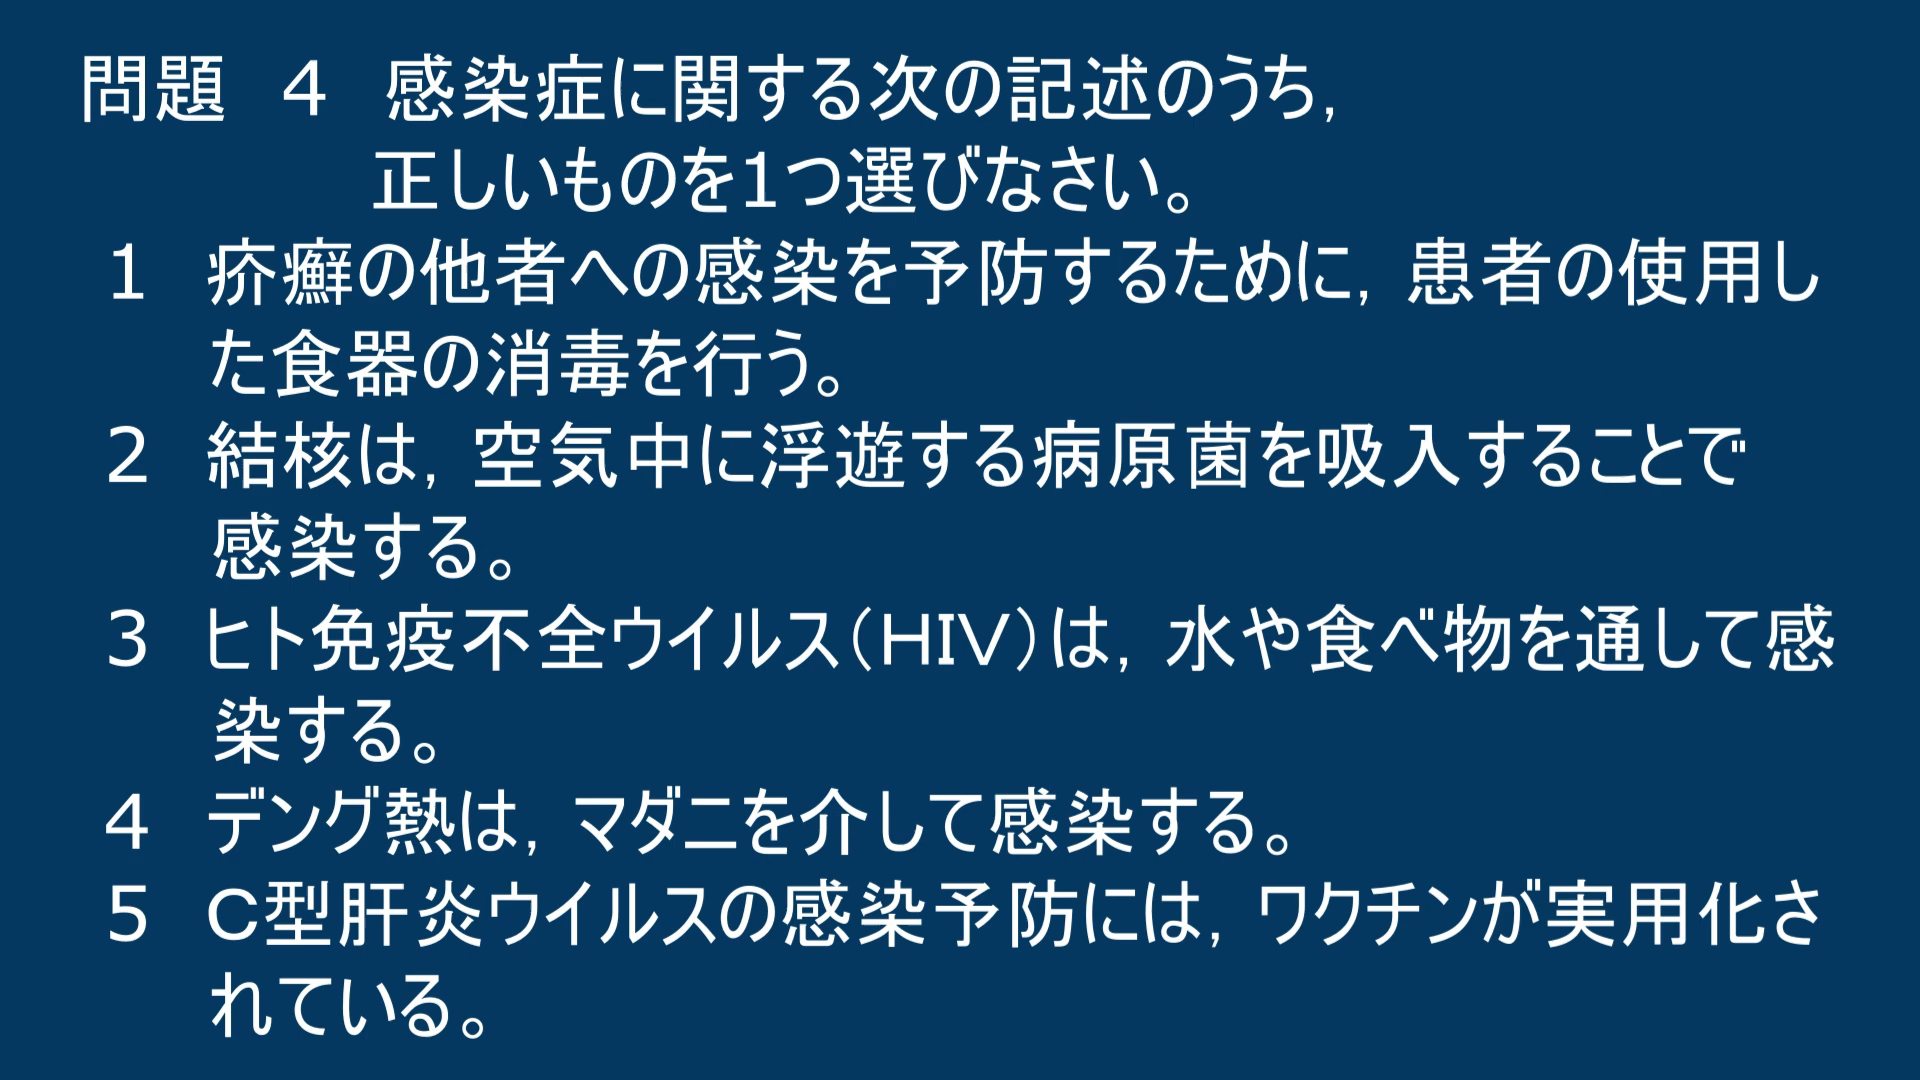 問題　４　感染症に関する次の記述のうち，
正しいものを1つ選びなさい。
１　疥癬の他者への感染を予防するために，患者の使用し
た食器の消毒を行う。
２　結核は，空気中に浮遊する病原菌を吸入することで
感染する。
３　ヒト免疫不全ウイルス（ＨＩＶ）は，水や食べ物を通して感
染する。
４　デング熱は，マダニを介して感染する。
５　Ｃ型肝炎ウイルスの感染予防には，ワクチンが実用化さ
れている。